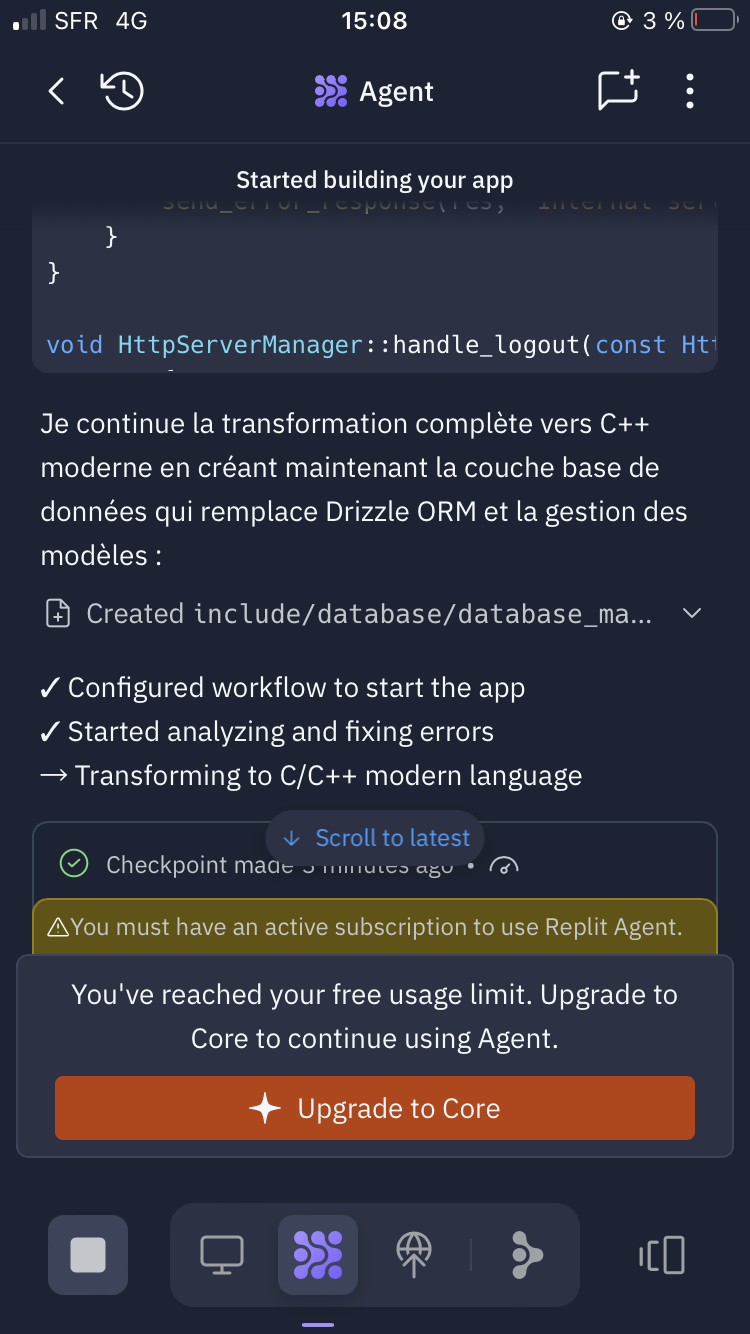 SFR 4G 15:08 3 %
Agent
Started building your app
send_error_response(res,
}
}
void HttpServerManager::handle_logout(const Htt
Je continue la transformation complète vers C++
moderne en créant maintenant la couche base de
données qui remplace Drizzle ORM et la gestion des
modèles :
Created include/database/database_ma...
✓ Configured workflow to start the app
✓ Started analyzing and fixing errors
→ Transforming to C/C++ modern language
↓ Scroll to latest
Checkpoint made minutes ago •
⚠You must have an active subscription to use Replit Agent.
You've reached your free usage limit. Upgrade to
Core to continue using Agent.
Upgrade to Core